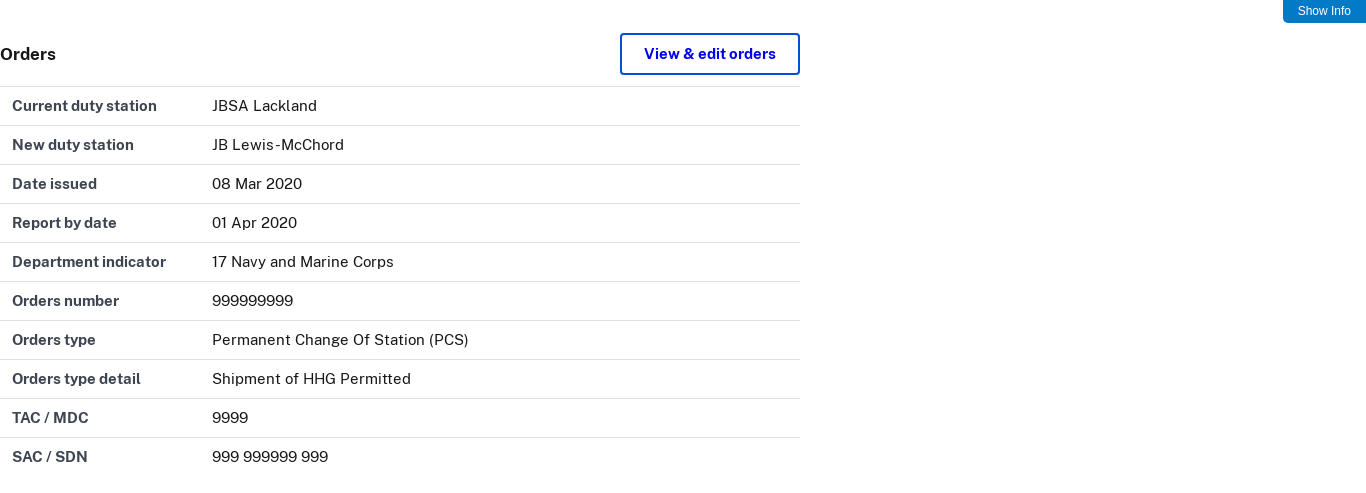 Show Info
Orders View & edit orders
Current duty station JBSA Lackland
New duty station JB Lewis-McChord
Date issued 08 Mar 2020
Report by date 01 Apr 2020
Department indicator 17 Navy and Marine Corps
Orders number 999999999
Orders type Permanent Change Of Station (PCS)
Orders type detail Shipment of HHG Permitted
TAC / MDC 9999
SAC / SDN 999 999999 999